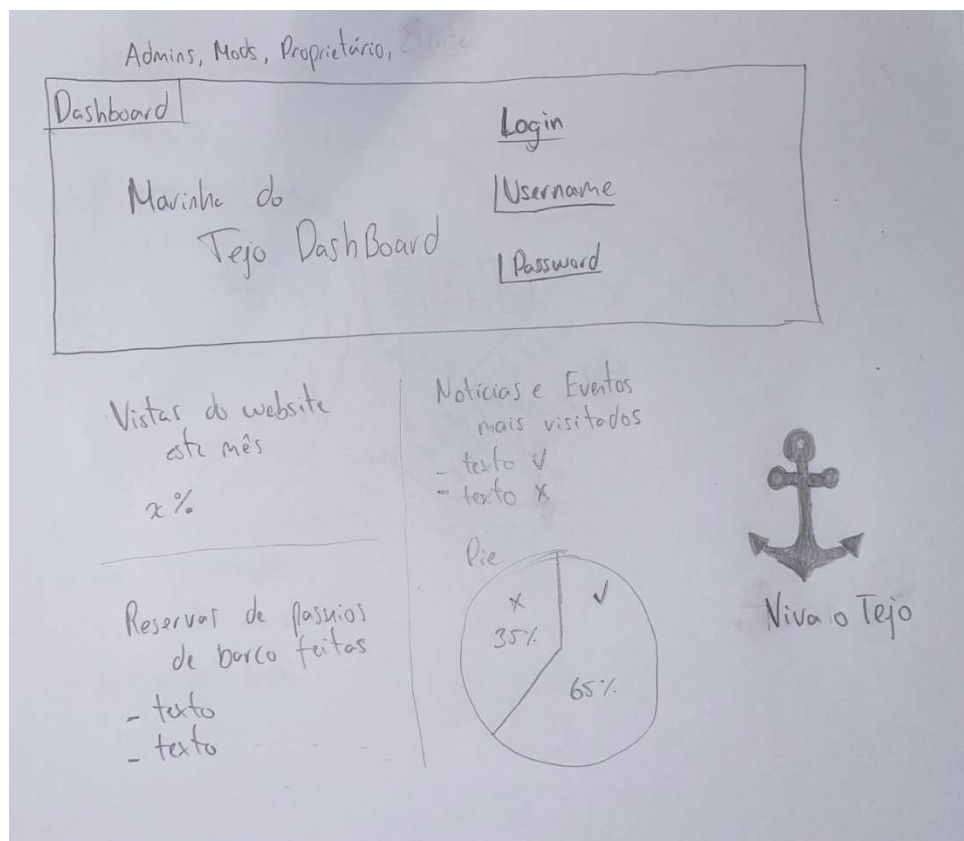 Admins, Mods, Proprietário,
Dashboard
Marinha do
Tejo DashBoard
Login
Username
Password
Vistas do website
este mês
x %
Notícias e Eventos
mais visitados
- texto ✓
- texto X
Pie
X
35%
✓
65%
Reservas de passeios
de barco feitas
- texto
- texto
Viva o Tejo